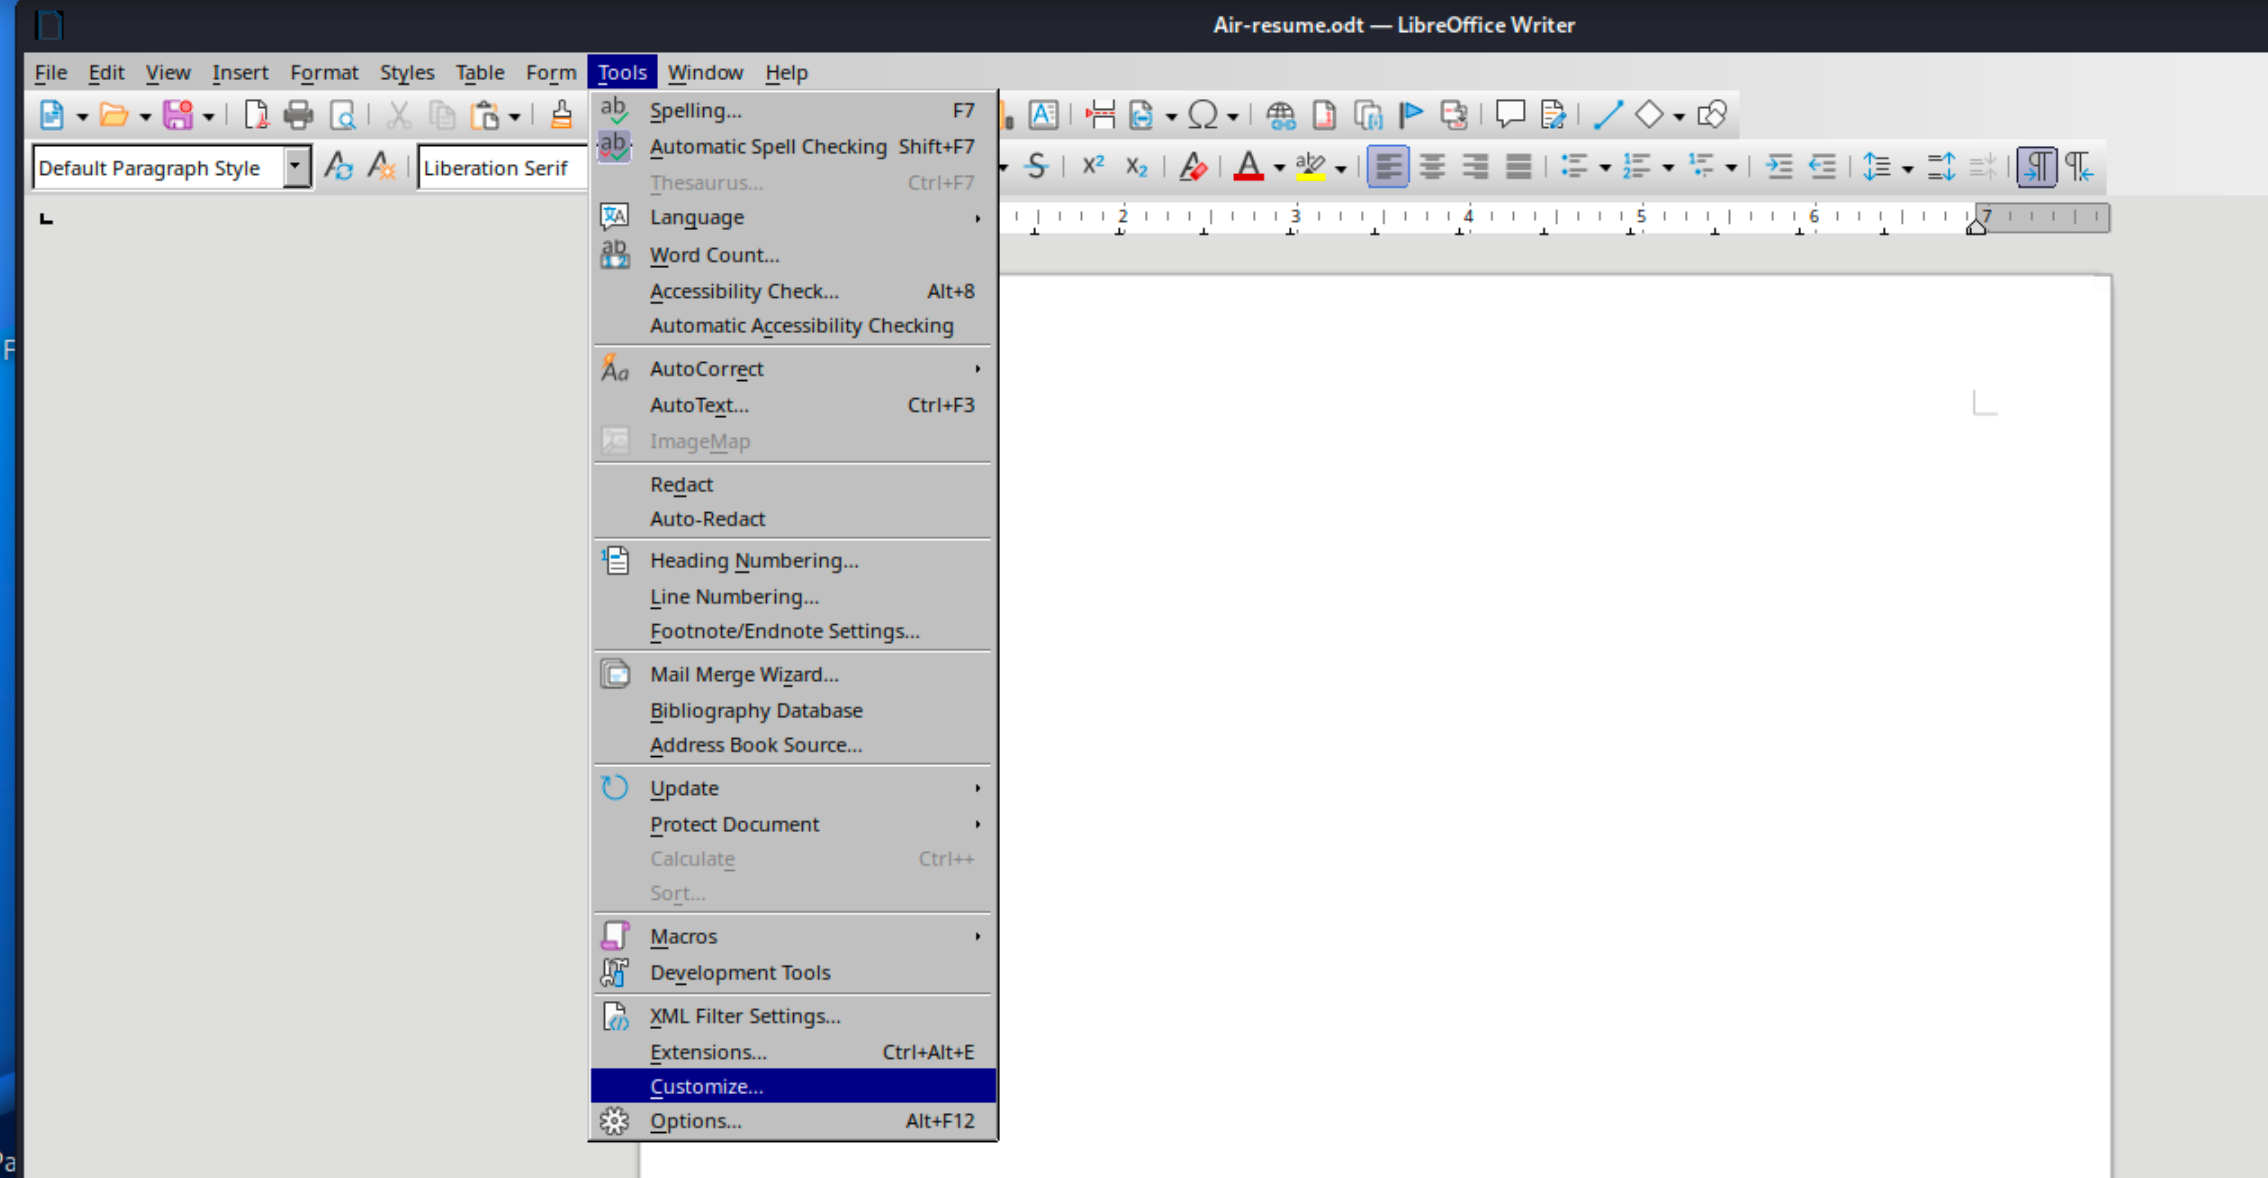 Air-resume.odt — LibreOffice Writer
File Edit View Insert Format Styles Table Form Tools Window Help
Default Paragraph Style Liberation Serif
2 3 4 5 6 7
Spelling... F7
Automatic Spell Checking Shift+F7
Thesaurus... Ctrl+F7
Language
Word Count...
Accessibility Check... Alt+8
Automatic Accessibility Checking
AutoCorrect
AutoText... Ctrl+F3
ImageMap
Redact
Auto-Redact
Heading Numbering...
Line Numbering...
Footnote/Endnote Settings...
Mail Merge Wizard...
Bibliography Database
Address Book Source...
Update
Protect Document
Calculate Ctrl++
Sort...
Macros
Development Tools
XML Filter Settings...
Extensions... Ctrl+Alt+E
Customize...
Options... Alt+F12